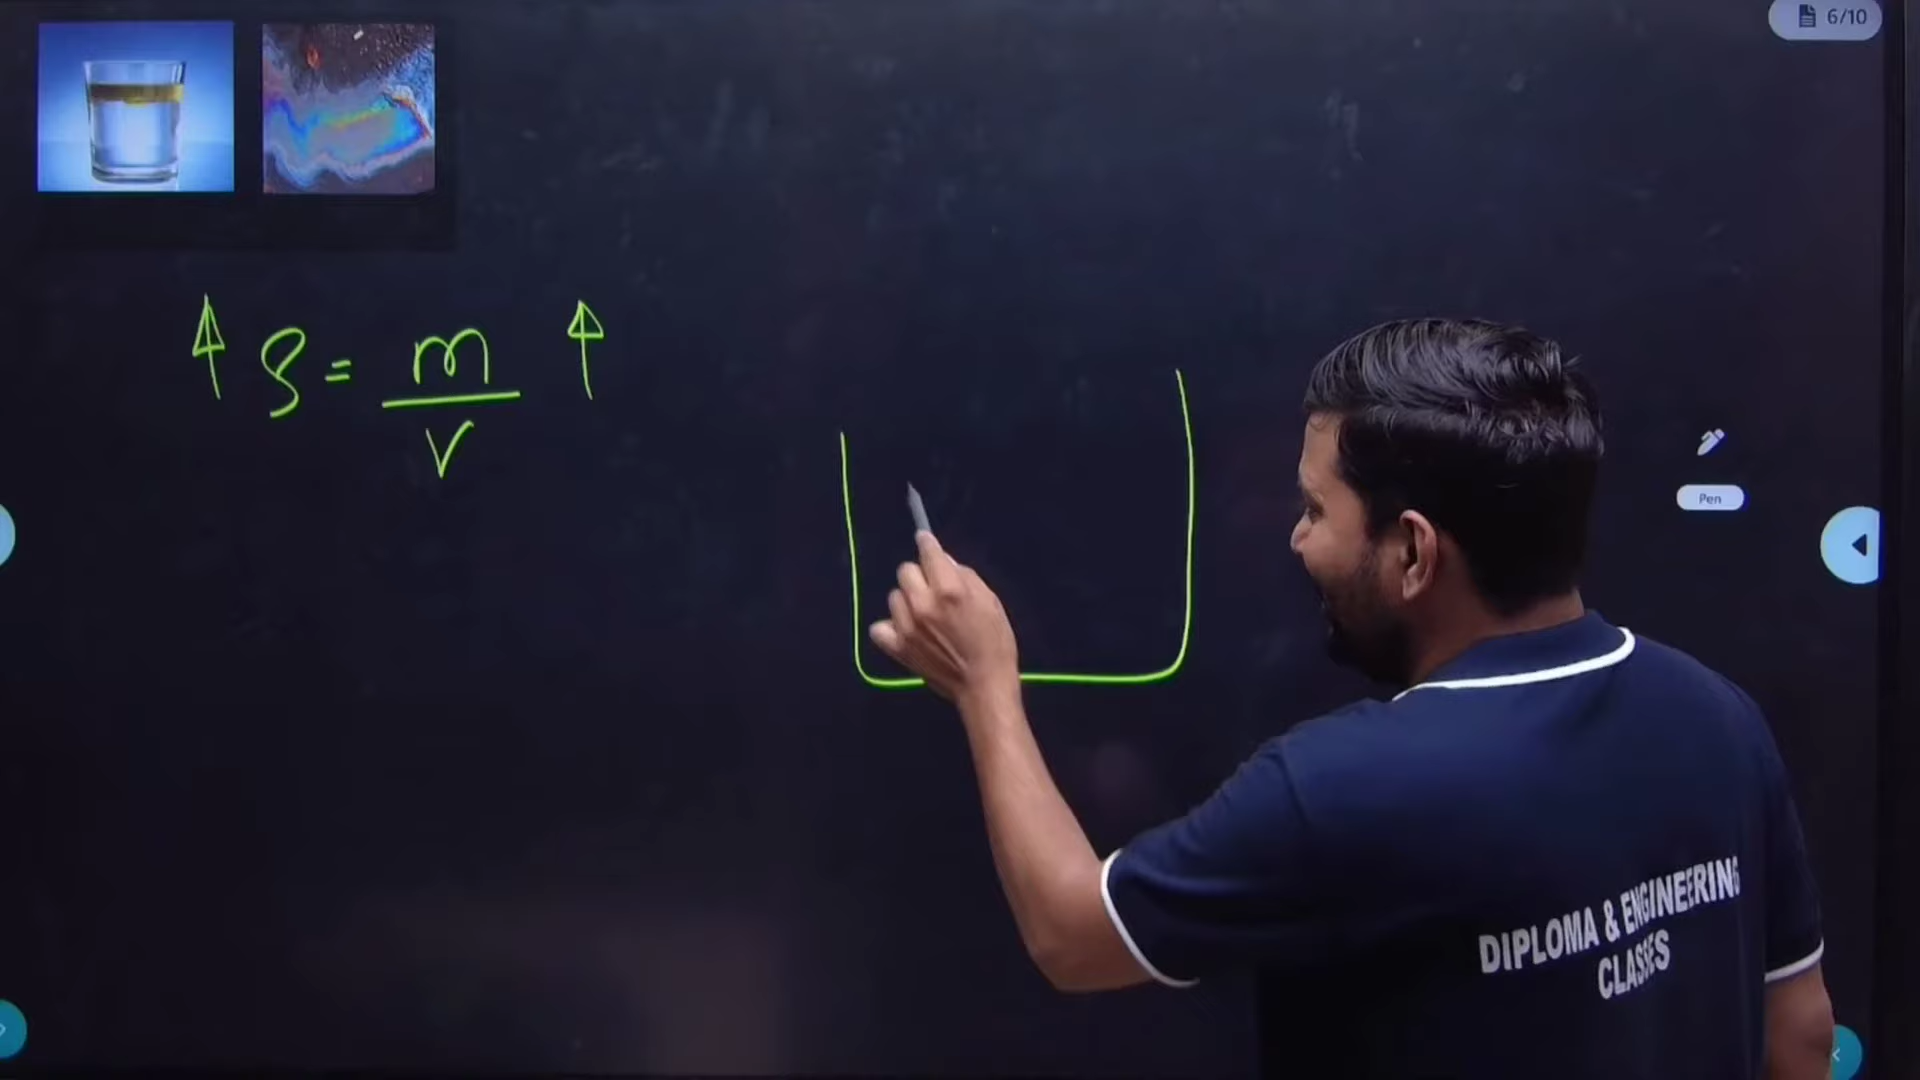 6/10
↑ ρ = m / v ↑
Pen
DIPLOMA & ENGINEERING
CLASSES